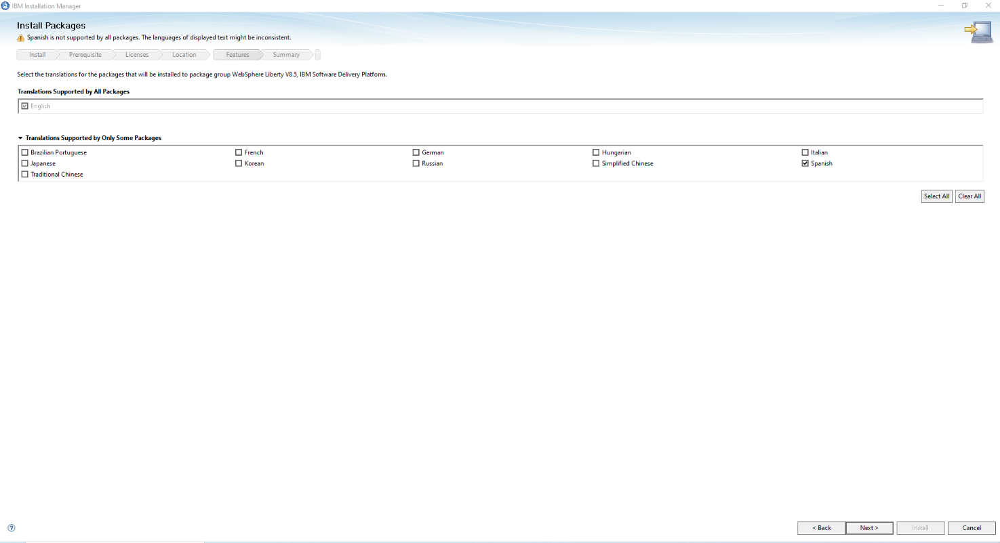 IBM Installation Manager
Install Packages
Spanish is not supported by all packages. The languages of displayed text might be inconsistent.
Install Prerequisite Licenses Location Features Summary
Select the translations for the packages that will be installed to package group WebSphere Liberty V8.5, IBM Software Delivery Platform.
Translations Supported by All Packages
English
Translations Supported by Only Some Packages
Brazilian Portuguese French German Hungarian Italian
Japanese Korean Russian Simplified Chinese Spanish
Traditional Chinese
Select All Clear All
? < Back Next > Install Cancel